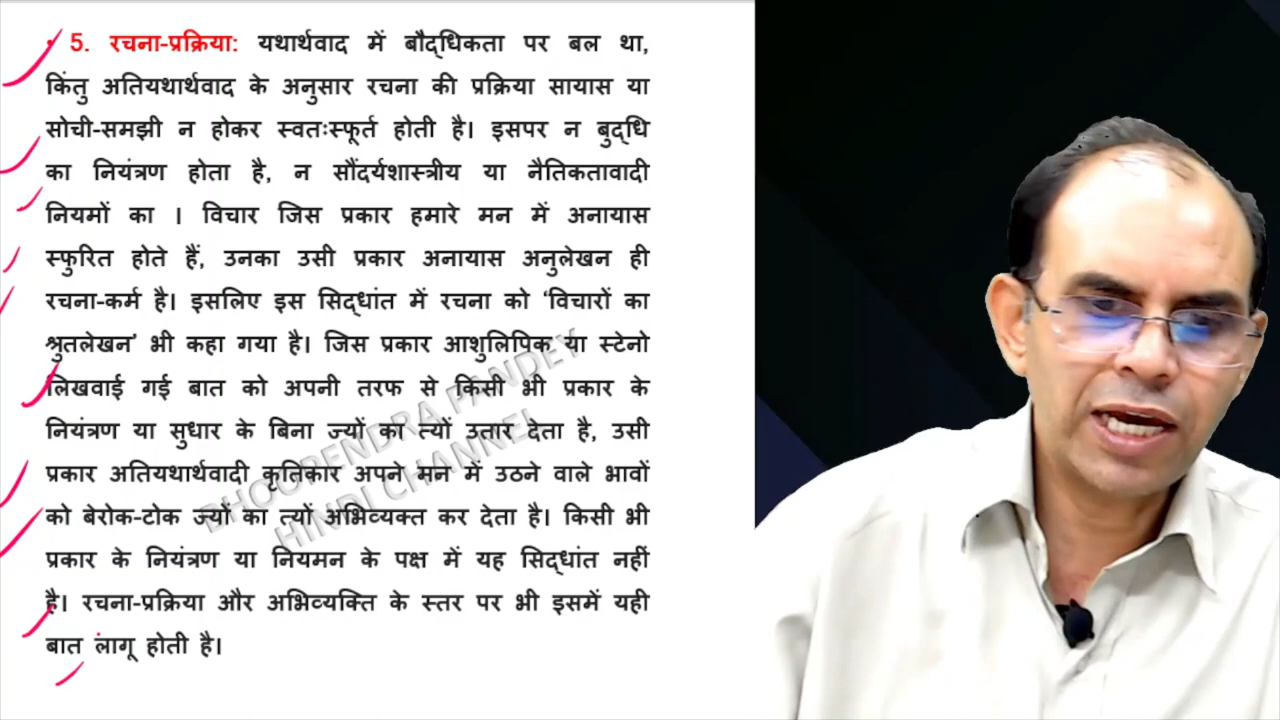 • 5. रचना-प्रक्रिया: यथार्थवाद में बौद्धिकता पर बल था,
किंतु अतियथार्थवाद के अनुसार रचना की प्रक्रिया सायास या
सोची-समझी न होकर स्वतःस्फूर्त होती है। इसपर न बुद्धि
का नियंत्रण होता है, न सौंदर्यशास्त्रीय या नैतिकतावादी
नियमों का । विचार जिस प्रकार हमारे मन में अनायास
स्फुरित होते हैं, उनका उसी प्रकार अनायास अनुलेखन ही
रचना-कर्म है। इसलिए इस सिद्धांत में रचना को 'विचारों का
श्रुतलेखन' भी कहा गया है। जिस प्रकार आशुलिपिक या स्टेनो
लिखवाई गई बात को अपनी तरफ से किसी भी प्रकार के
नियंत्रण या सुधार के बिना ज्यों का त्यों उतार देता है, उसी
प्रकार अतियथार्थवादी कृतिकार अपने मन में उठने वाले भावों
को बेरोक-टोक ज्यों का त्यों अभिव्यक्त कर देता है। किसी भी
प्रकार के नियंत्रण या नियमन के पक्ष में यह सिद्धांत नहीं
है। रचना-प्रक्रिया और अभिव्यक्ति के स्तर पर भी इसमें यही
बात लागू होती है।
BHOOPENDRA PANDEY
HINDI CHANNEL